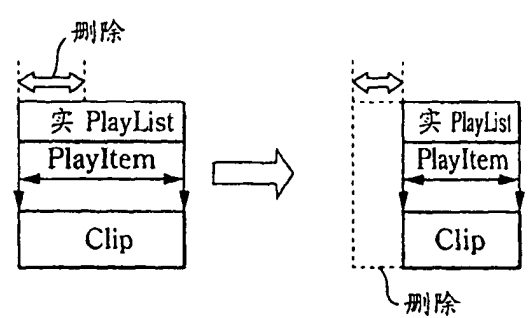 删除
实 PlayList
PlayItem
Clip
实 PlayList
PlayItem
Clip
删除